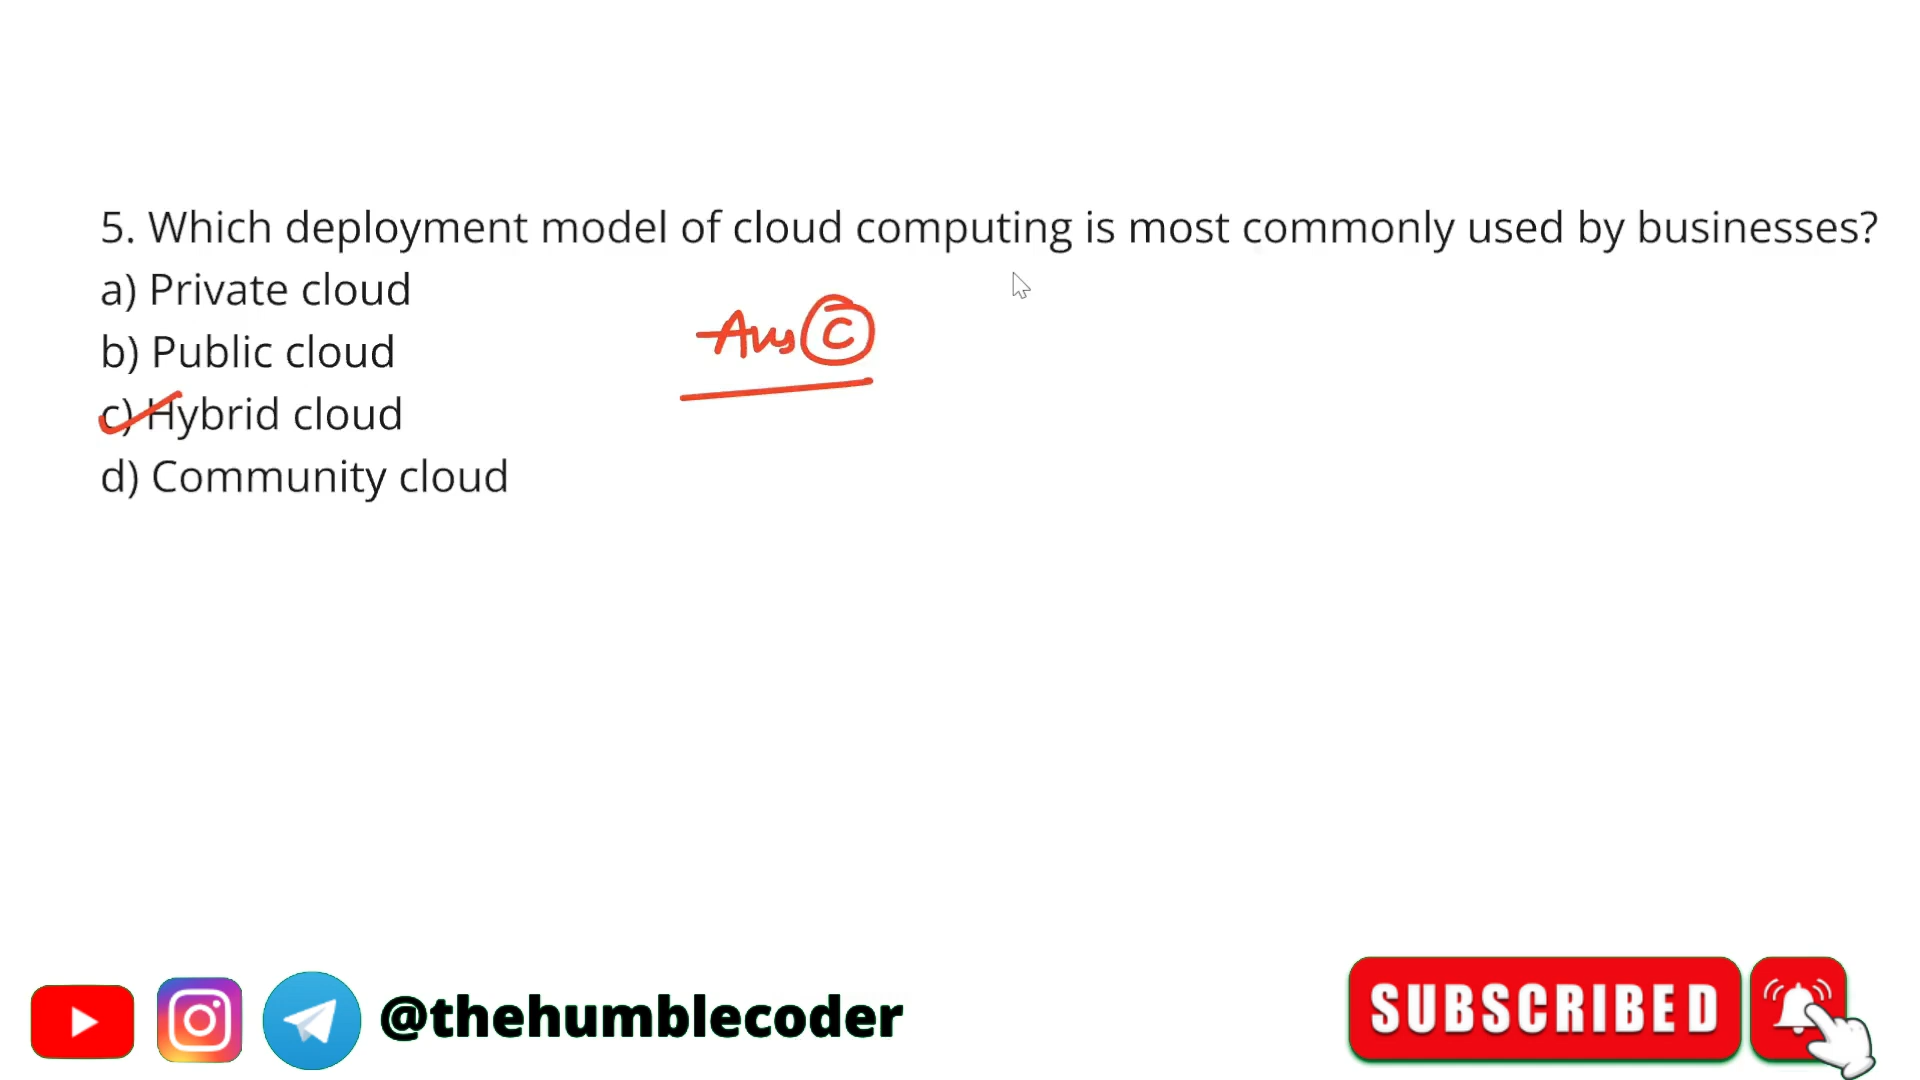 5. Which deployment model of cloud computing is most commonly used by businesses?
a) Private cloud
b) Public cloud
c) Hybrid cloud
d) Community cloud
Ans C
@thehumblecoder
SUBSCRIBED